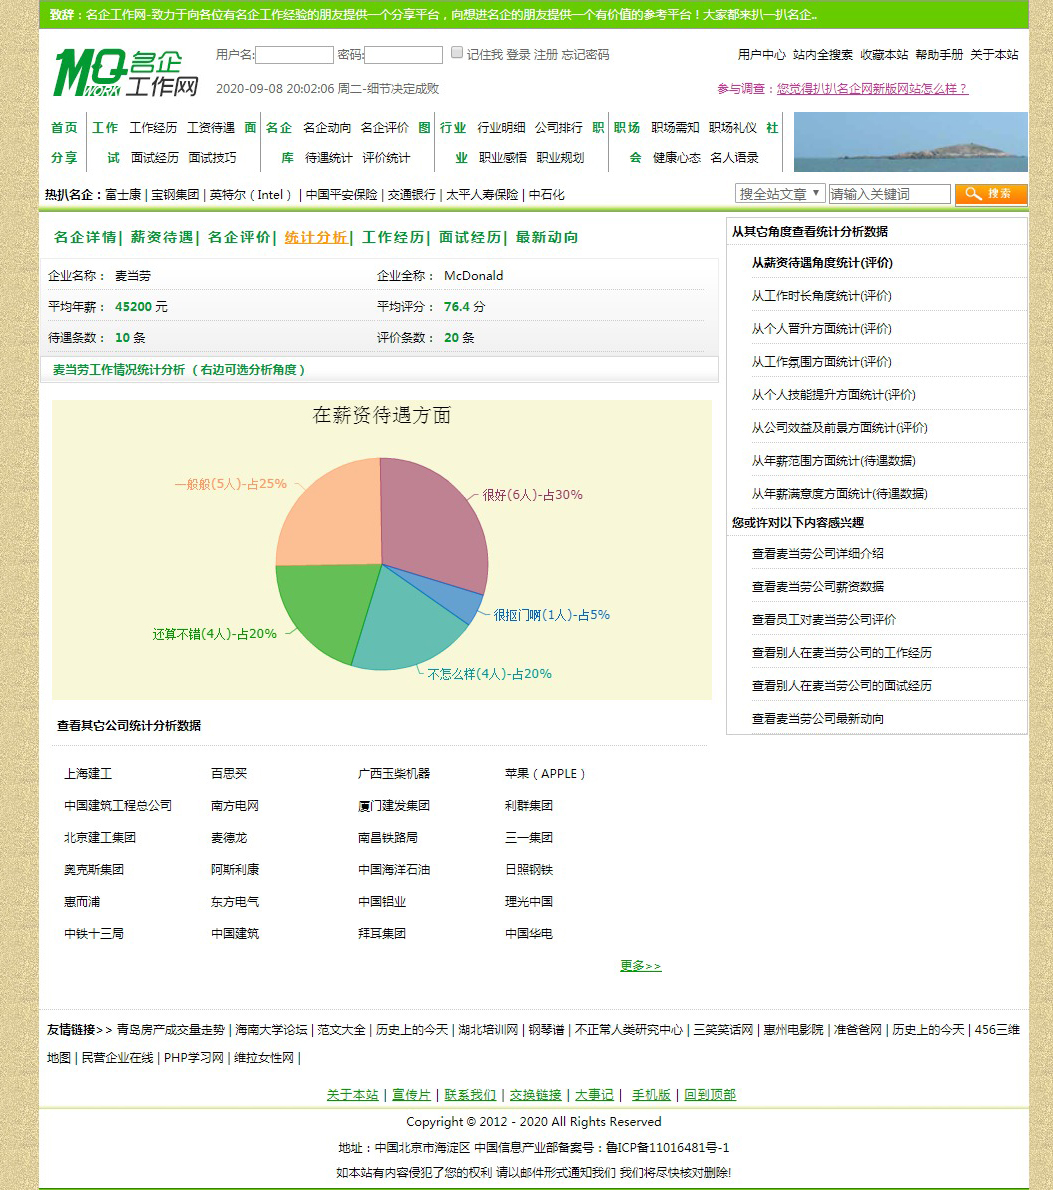 致辞：名企工作网-致力于向各位有名企工作经验的朋友提供一个分享平台，向想进名企的朋友提供一个有价值的参考平台！大家都来扒一扒名企..
MQ WORK 名企工作网
用户名: 密码: 记住我 登录 注册 忘记密码
用户中心 站内全搜索 收藏本站 帮助手册 关于本站
2020-09-08 20:02:06 周二-细节决定成败
参与调查：您觉得扒扒名企网新版网站怎么样？
首页 工作 工作经历 工资待遇 面 名企 名企动向 名企评价 图 行业 行业明细 公司排行 职 职场 职场需知 职场礼仪 社
分享 试 面试经历 面试技巧 库 待遇统计 评价统计 业 职业感悟 职业规划 会 健康心态 名人语录
热扒名企：富士康 | 宝钢集团 | 英特尔（Intel） | 中国平安保险 | 交通银行 | 太平人寿保险 | 中石化
搜全站文章 请输入关键词 搜索
名企详情| 薪资待遇| 名企评价| 统计分析| 工作经历| 面试经历| 最新动向
企业名称： 麦当劳 企业全称： McDonald
平均年薪： 45200 元 平均评分： 76.4 分
待遇条数： 10 条 评价条数： 20 条
麦当劳工作情况统计分析 （右边可选分析角度）
在薪资待遇方面
一般般(5人)-占25%
很好(6人)-占30%
很抠门啊(1人)-占5%
还算不错(4人)-占20%
不怎么样(4人)-占20%
查看其它公司统计分析数据
上海建工 百思买 广西玉柴机器 苹果（APPLE）
中国建筑工程总公司 南方电网 厦门建发集团 利群集团
北京建工集团 麦德龙 南昌铁路局 三一集团
奥克斯集团 阿斯利康 中国海洋石油 日照钢铁
惠而浦 东方电气 中国铝业 理光中国
中铁十三局 中国建筑 拜耳集团 中国华电
更多>>
从其它角度查看统计分析数据
从薪资待遇角度统计(评价)
从工作时长角度统计(评价)
从个人晋升方面统计(评价)
从工作氛围方面统计(评价)
从个人技能提升方面统计(评价)
从公司效益及前景方面统计(评价)
从年薪范围方面统计(待遇数据)
从年薪满意度方面统计(待遇数据)
您或许对以下内容感兴趣
查看麦当劳公司详细介绍
查看麦当劳公司薪资数据
查看员工对麦当劳公司评价
查看别人在麦当劳公司的工作经历
查看别人在麦当劳公司的面试经历
查看麦当劳公司最新动向
友情链接>> 青岛房产成交量走势 | 海南大学论坛 | 范文大全 | 历史上的今天 | 湖北培训网 | 钢琴谱 | 不正常人类研究中心 | 三笑笑话网 | 惠州电影院 | 准爸爸网 | 历史上的今天 | 456三维
地图 | 民营企业在线 | PHP学习网 | 维拉女性网 |
关于本站 | 宣传片 | 联系我们 | 交换链接 | 大事记 | 手机版 | 回到顶部
Copyright © 2012 - 2020 All Rights Reserved
地址：中国北京市海淀区 中国信息产业部备案号：鲁ICP备11016481号-1
如本站有内容侵犯了您的权利 请以邮件形式通知我们 我们将尽快核对删除!